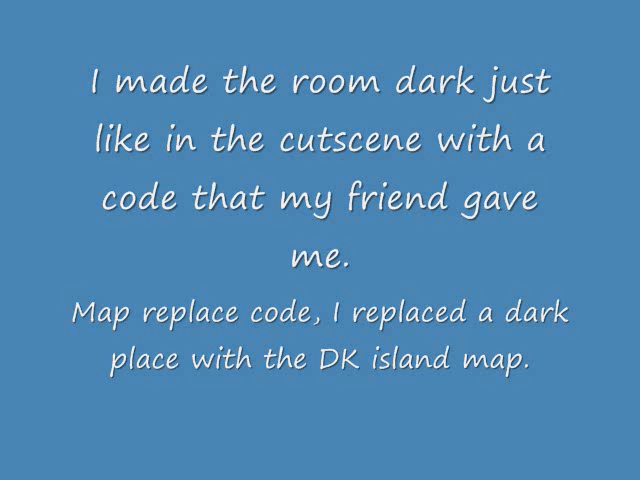 I made the room dark just
like in the cutscene with a
code that my friend gave
me.
Map replace code, I replaced a dark
place with the DK island map.